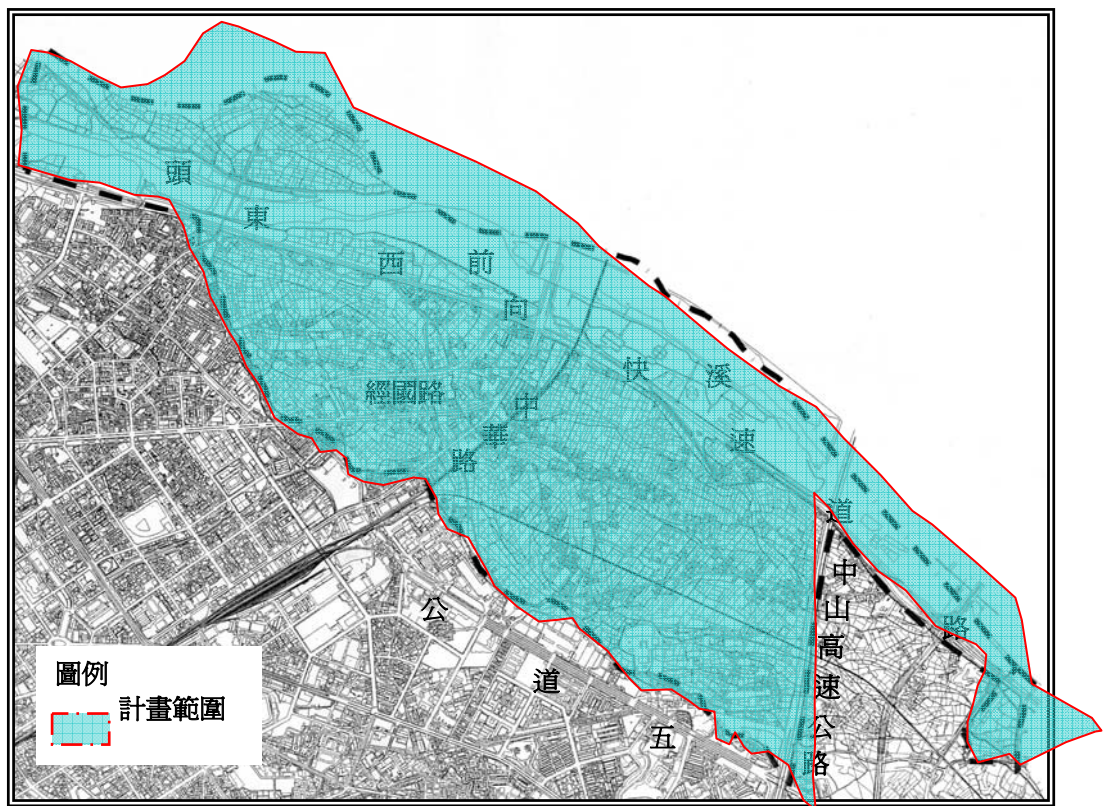 頭前溪
東西向快速道路
經國路
中華路
中山高速公路
公道五
圖例
計畫範圍